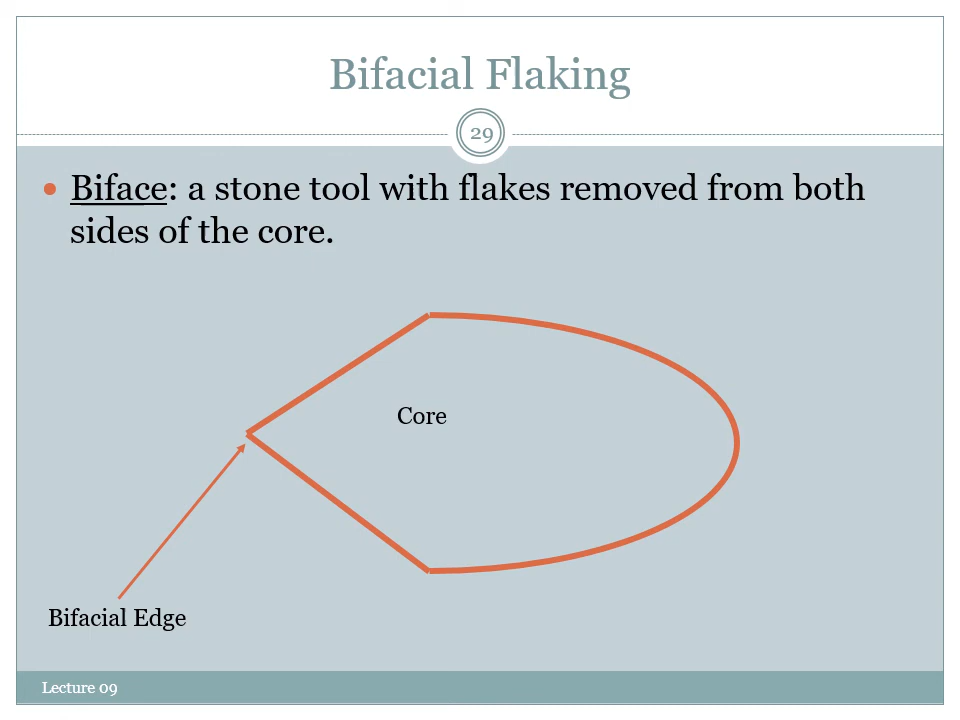 Bifacial Flaking
29
• Biface: a stone tool with flakes removed from both
sides of the core.
Core
Bifacial Edge
Lecture 09